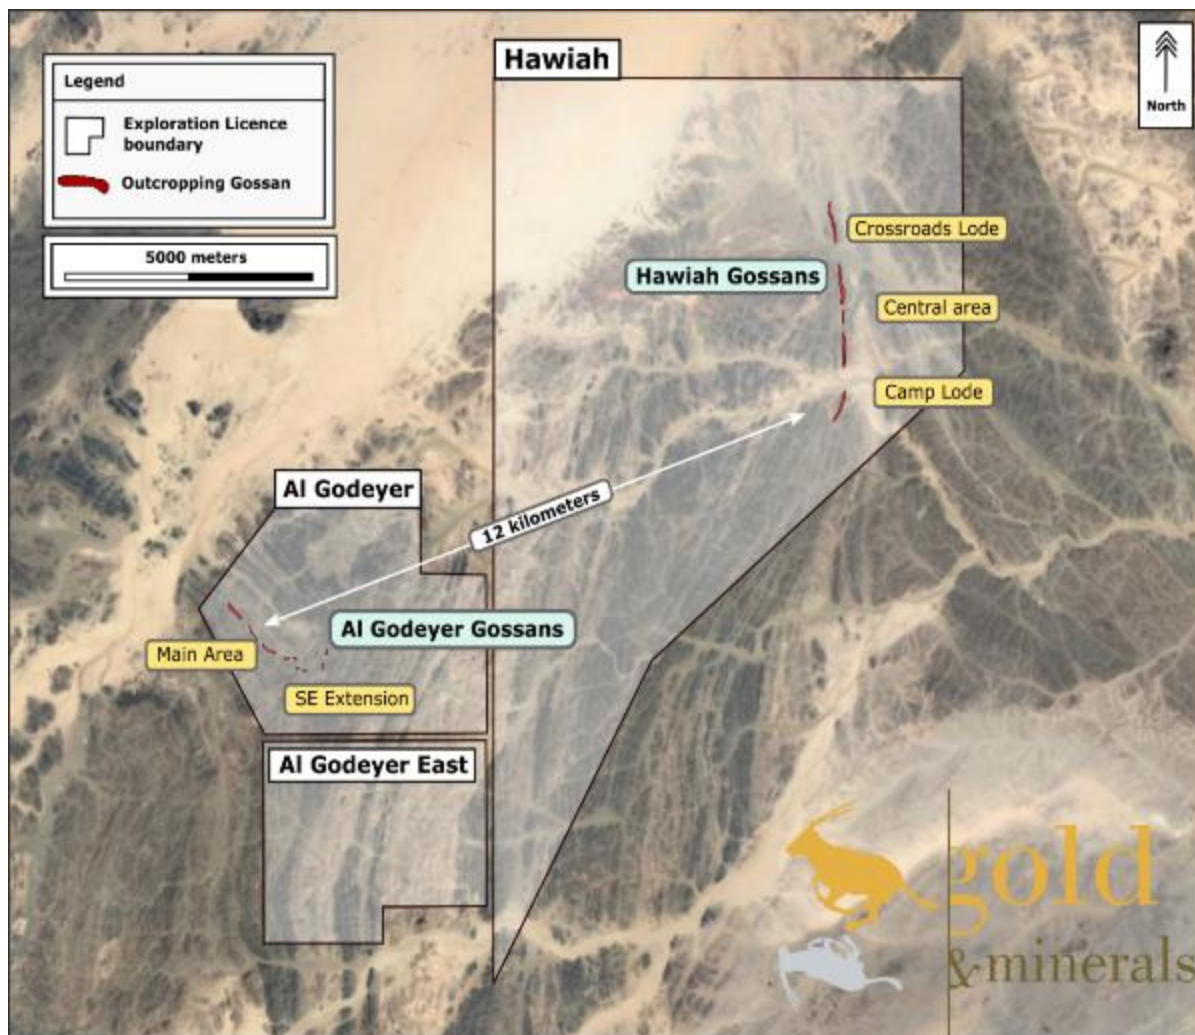 Hawiah
Legend
Exploration Licence
boundary
Outcropping Gossan
North
5000 meters
Crossroads Lode
Hawiah Gossans
Central area
Camp Lode
Al Godeyer
12 kilometers
Al Godeyer Gossans
Main Area
SE Extension
Al Godeyer East
gold
&minerals